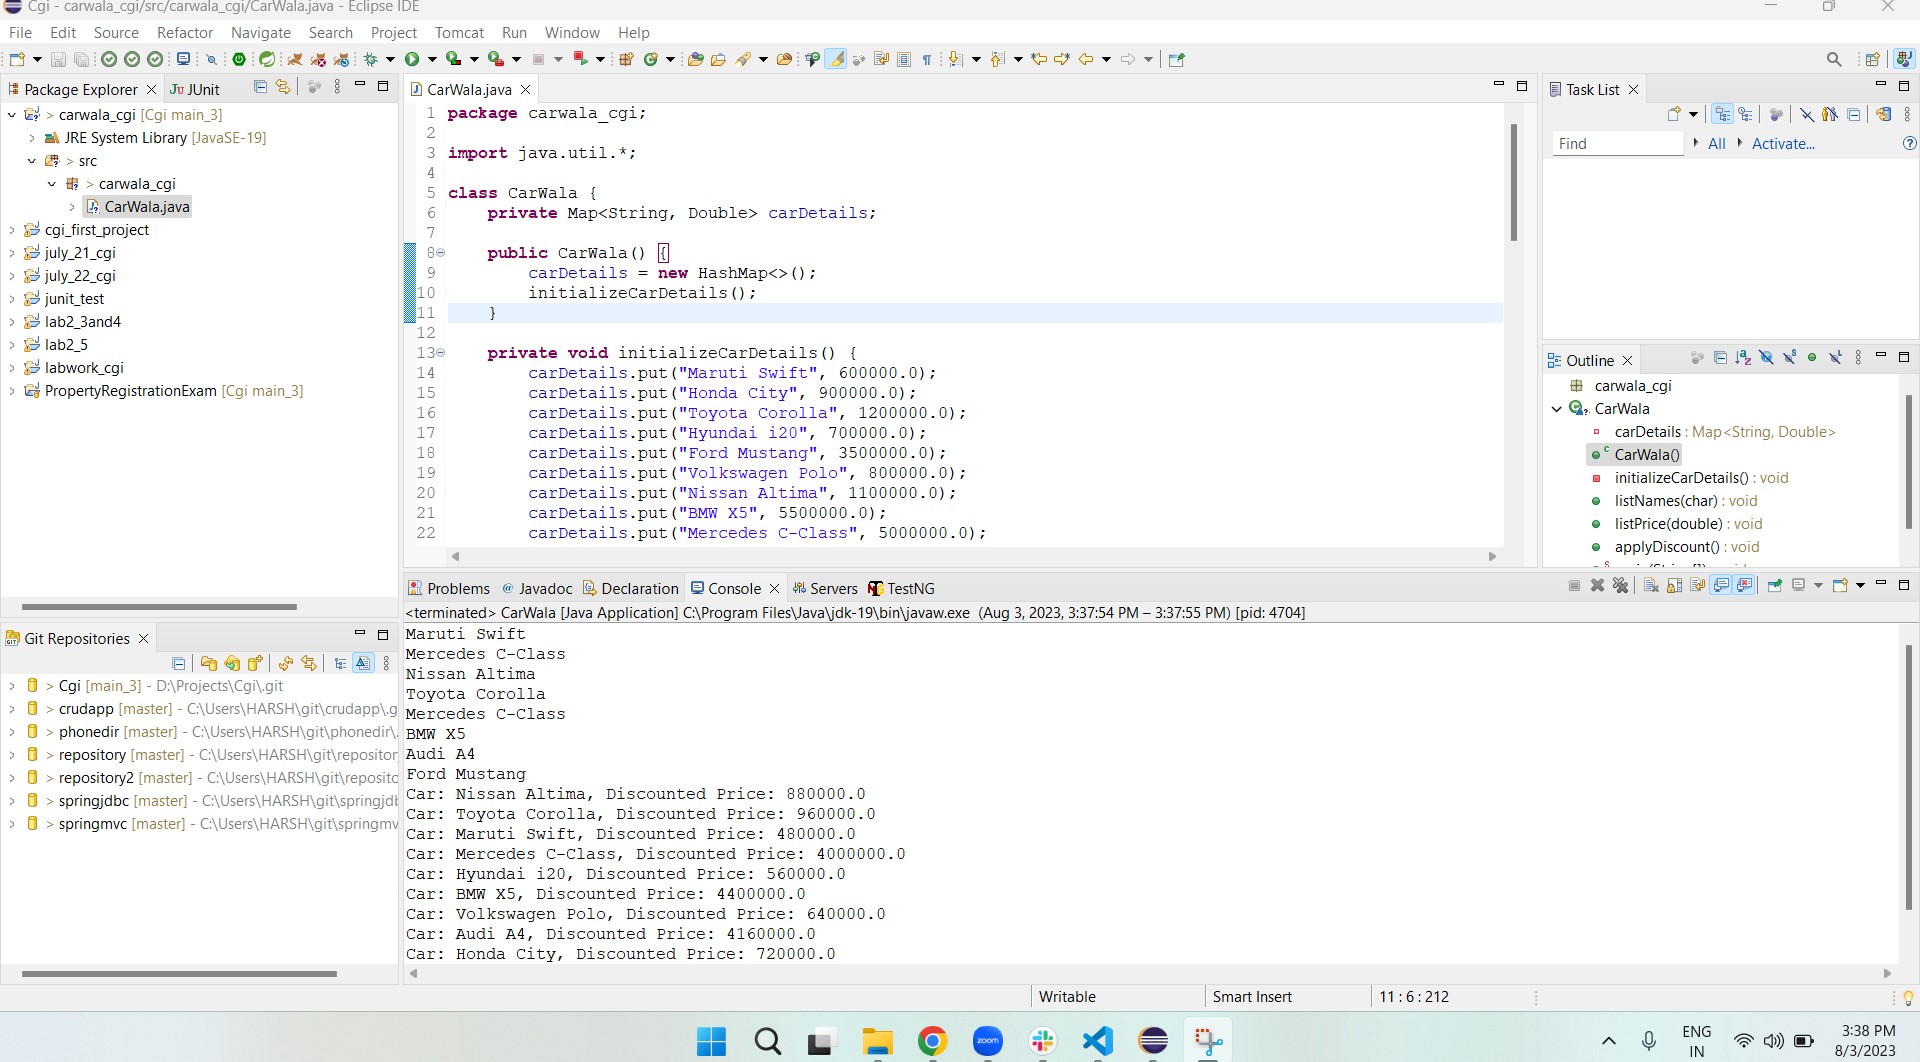 Cgi - carwala_cgi/src/carwala_cgi/CarWala.java - Eclipse IDE
File Edit Source Refactor Navigate Search Project Tomcat Run Window Help
Package Explorer JUnit
> carwala_cgi [Cgi main_3]
JRE System Library [JavaSE-19]
> src
> carwala_cgi
CarWala.java
cgi_first_project
july_21_cgi
july_22_cgi
junit_test
lab2_3and4
lab2_5
labwork_cgi
PropertyRegistrationExam [Cgi main_3]
Git Repositories
> Cgi [main_3] - D:\Projects\Cgi\.git
> crudapp [master] - C:\Users\HARSH\git\crudapp\.g
> phonedir [master] - C:\Users\HARSH\git\phonedir\.
> repository [master] - C:\Users\HARSH\git\repositor
> repository2 [master] - C:\Users\HARSH\git\reposito
> springjdbc [master] - C:\Users\HARSH\git\springjdb
> springmvc [master] - C:\Users\HARSH\git\springmv
CarWala.java
1 package carwala_cgi;
2
3 import java.util.*;
4
5 class CarWala {
6 private Map<String, Double> carDetails;
7
8 public CarWala() {
9 carDetails = new HashMap<>();
10 initializeCarDetails();
11 }
12
13 private void initializeCarDetails() {
14 carDetails.put("Maruti Swift", 600000.0);
15 carDetails.put("Honda City", 900000.0);
16 carDetails.put("Toyota Corolla", 1200000.0);
17 carDetails.put("Hyundai i20", 700000.0);
18 carDetails.put("Ford Mustang", 3500000.0);
19 carDetails.put("Volkswagen Polo", 800000.0);
20 carDetails.put("Nissan Altima", 1100000.0);
21 carDetails.put("BMW X5", 5500000.0);
22 carDetails.put("Mercedes C-Class", 5000000.0);
Problems Javadoc Declaration Console Servers TestNG
<terminated> CarWala [Java Application] C:\Program Files\Java\jdk-19\bin\javaw.exe (Aug 3, 2023, 3:37:54 PM – 3:37:55 PM) [pid: 4704]
Maruti Swift
Mercedes C-Class
Nissan Altima
Toyota Corolla
Mercedes C-Class
BMW X5
Audi A4
Ford Mustang
Car: Nissan Altima, Discounted Price: 880000.0
Car: Toyota Corolla, Discounted Price: 960000.0
Car: Maruti Swift, Discounted Price: 480000.0
Car: Mercedes C-Class, Discounted Price: 4000000.0
Car: Hyundai i20, Discounted Price: 560000.0
Car: BMW X5, Discounted Price: 4400000.0
Car: Volkswagen Polo, Discounted Price: 640000.0
Car: Audi A4, Discounted Price: 4160000.0
Car: Honda City, Discounted Price: 720000.0
Task List
Find All Activate...
Outline
carwala_cgi
CarWala
carDetails : Map<String, Double>
CarWala()
initializeCarDetails() : void
listNames(char) : void
listPrice(double) : void
applyDiscount() : void
Writable Smart Insert 11 : 6 : 212
zoom
ENG
IN
3:38 PM
8/3/2023